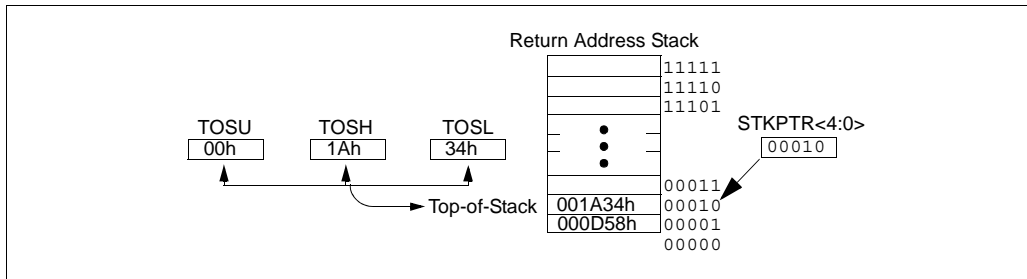 Return Address Stack
11111
11110
11101
TOSU TOSH TOSL
00h 1Ah 34h
STKPTR<4:0>
00010
00011
Top-of-Stack 001A34h 00010
000D58h 00001
00000